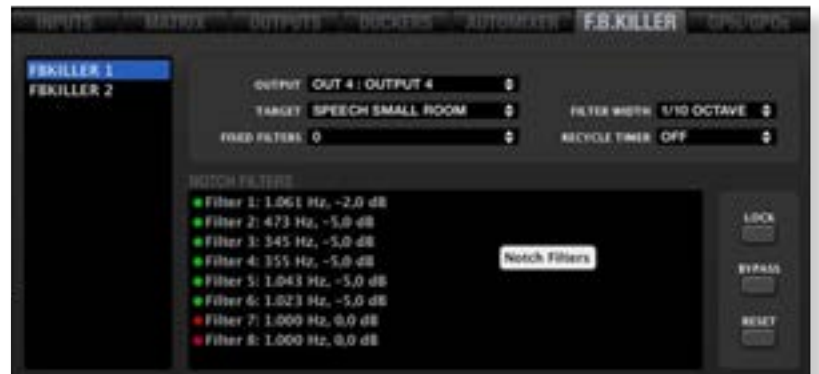 INPUTS MATRIX OUTPUTS DUCKERS AUTOMIXER F.B.KILLER GPIs/GPOs
FBKILLER 1
FBKILLER 2
OUTPUT OUT 4 : OUTPUT 4
TARGET SPEECH SMALL ROOM
FILTER WIDTH 1/10 OCTAVE
FIXED FILTERS 0
RECYCLE TIMER OFF
NOTCH FILTERS
Filter 1: 1.061 Hz, -2,0 dB
Filter 2: 473 Hz, -5,0 dB
Filter 3: 345 Hz, -5,0 dB
Filter 4: 355 Hz, -5,0 dB
Filter 5: 1.043 Hz, -5,0 dB
Filter 6: 1.023 Hz, -5,0 dB
Filter 7: 1.000 Hz, 0,0 dB
Filter 8: 1.000 Hz, 0,0 dB
Notch Filters
LOCK
BYPASS
RESET